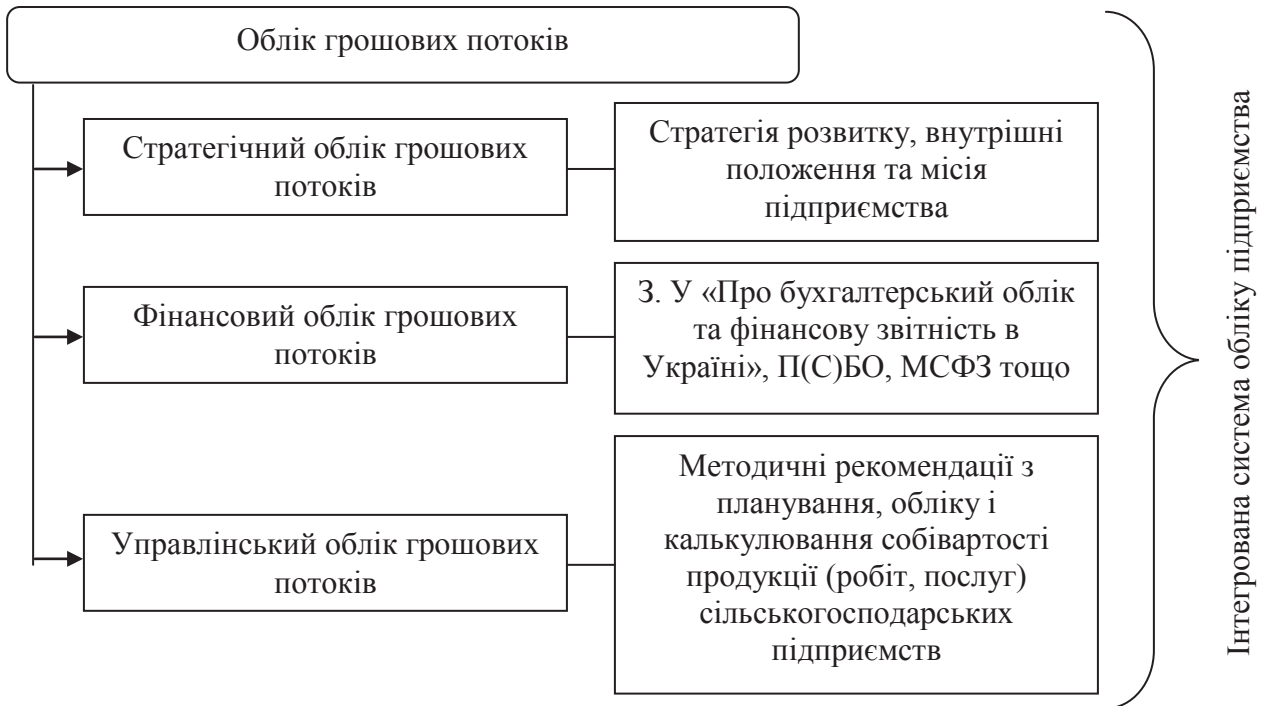 Облік грошових потоків
Стратегічний облік грошових
потоків
Стратегія розвитку, внутрішні
положення та місія
підприємства
Фінансовий облік грошових
потоків
З. У «Про бухгалтерський облік
та фінансову звітність в
Україні», П(С)БО, МСФЗ тощо
Управлінський облік грошових
потоків
Методичні рекомендації з
планування, обліку і
калькулювання собівартості
продукції (робіт, послуг)
сільськогосподарських
підприємств
Інтегрована система обліку підприємства